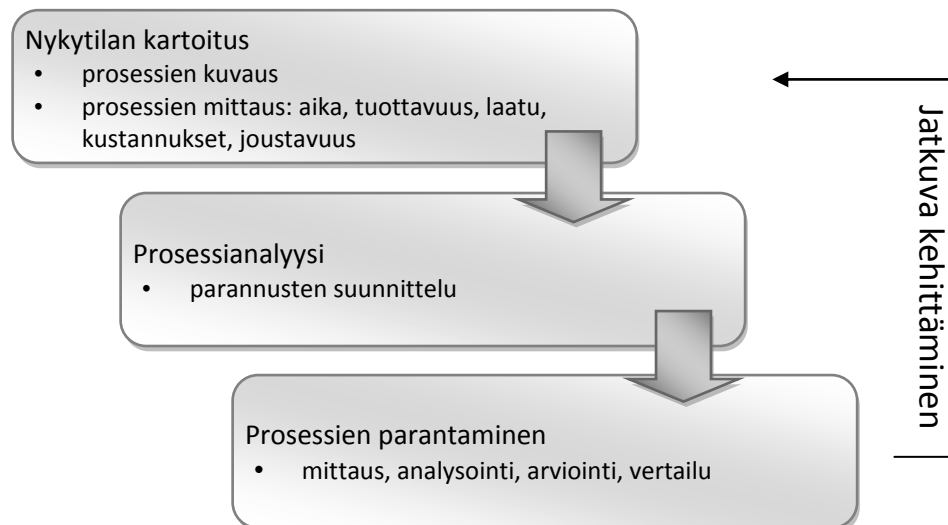 Nykytilan kartoitus
• prosessien kuvaus
• prosessien mittaus: aika, tuottavuus, laatu,
kustannukset, joustavuus
Prosessianalyysi
• parannusten suunnittelu
Prosessien parantaminen
• mittaus, analysointi, arviointi, vertailu
Jatkuva kehittäminen